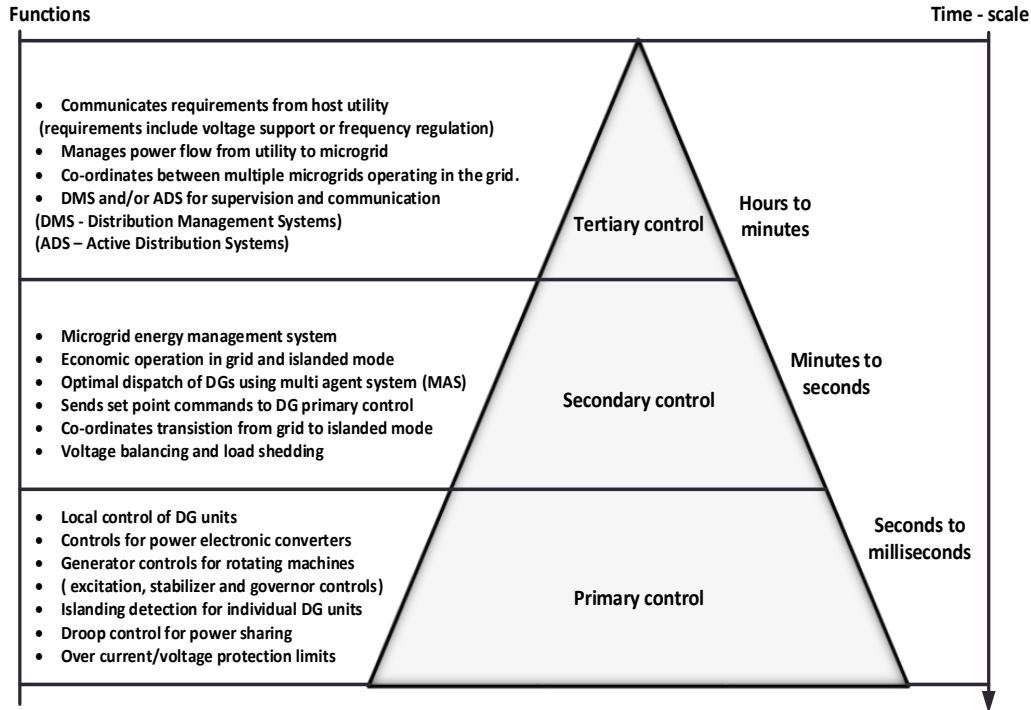 Functions
Time - scale
• Communicates requirements from host utility
(requirements include voltage support or frequency regulation)
• Manages power flow from utility to microgrid
• Co-ordinates between multiple microgrids operating in the grid.
• DMS and/or ADS for supervision and communication
(DMS - Distribution Management Systems)
(ADS – Active Distribution Systems)
Tertiary control
Hours to
minutes
• Microgrid energy management system
• Economic operation in grid and islanded mode
• Optimal dispatch of DGs using multi agent system (MAS)
• Sends set point commands to DG primary control
• Co-ordinates transistion from grid to islanded mode
• Voltage balancing and load shedding
Secondary control
Minutes to
seconds
• Local control of DG units
• Controls for power electronic converters
• Generator controls for rotating machines
• ( excitation, stabilizer and governor controls)
• Islanding detection for individual DG units
• Droop control for power sharing
• Over current/voltage protection limits
Primary control
Seconds to
milliseconds